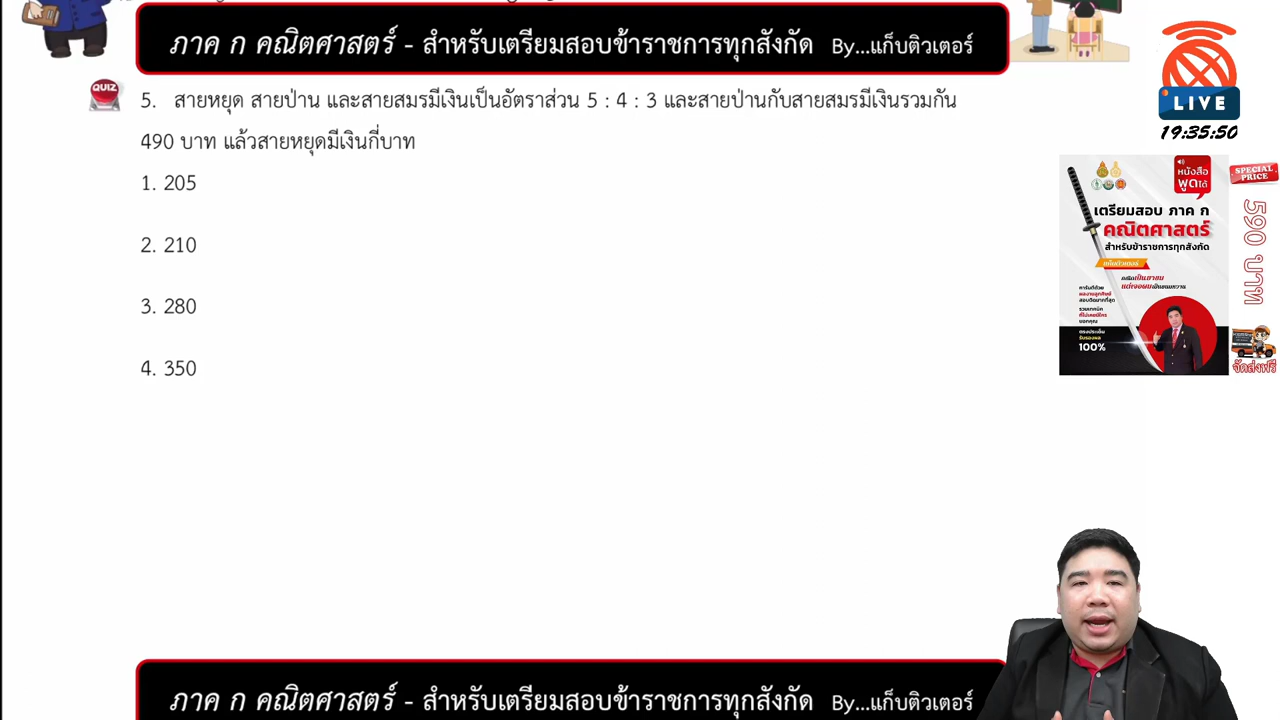 ภาค ก คณิตศาสตร์ - สำหรับเตรียมสอบข้าราชการทุกสังกัด By...แก็บติวเตอร์
QUIZ
5. สายหยุด สายป่าน และสายสมรมีเงินเป็นอัตราส่วน 5 : 4 : 3 และสายป่านกับสายสมรมีเงินรวมกัน
490 บาท แล้วสายหยุดมีเงินกี่บาท
1. 205
2. 210
3. 280
4. 350
LIVE
19:35:50
หนังสือ
พูดได้
เตรียมสอบ ภาค ก
คณิตศาสตร์
สำหรับข้าราชการทุกสังกัด
แก็บติวเตอร์
100%
SPECIAL
PRICE
590 บาท
จัดส่งฟรี
ภาค ก คณิตศาสตร์ - สำหรับเตรียมสอบข้าราชการทุกสังกัด By...แก็บติวเตอร์